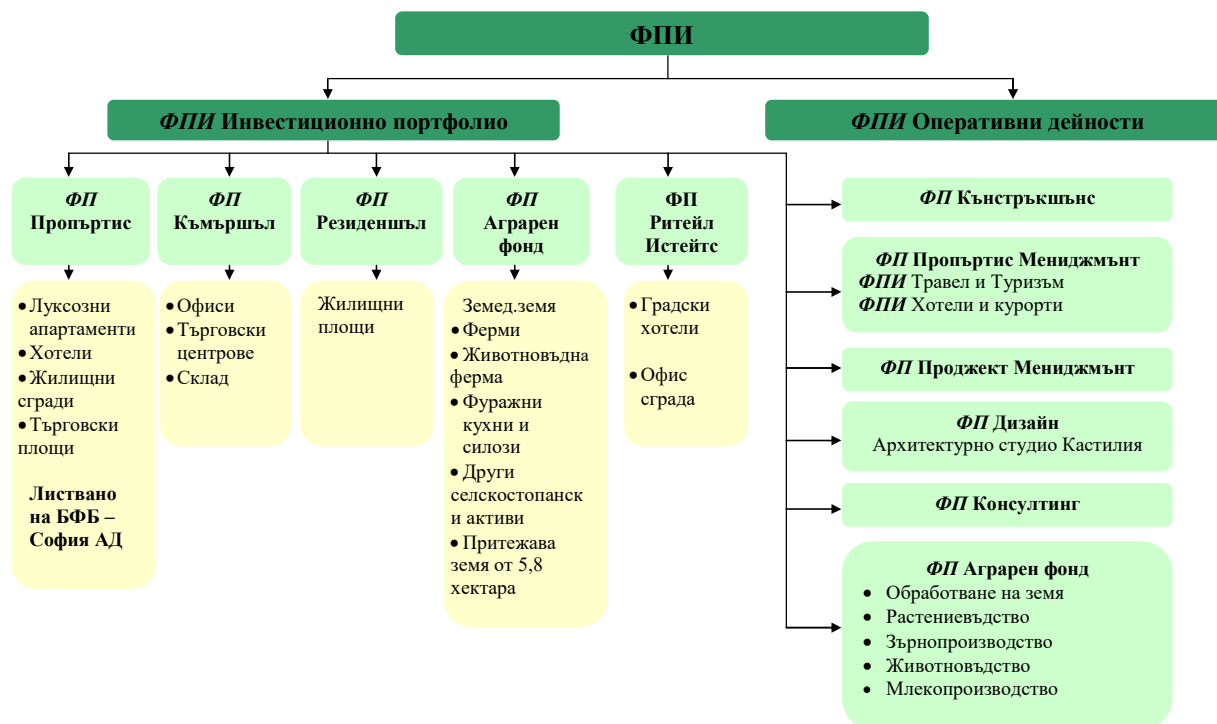 ФПИ
ФПИ Инвестиционно портфолио
ФПИ Оперативни дейности
ФП
Пропъртис
ФП
Къмършъл
ФП
Резиденшъл
ФП
Аграрен
фонд
ФП
Ритейл
Истейтс
• Луксозни
апартаменти
• Хотели
• Жилищни
сгради
• Търговски
площи
Листвано
на БФБ –
София АД
• Офиси
• Търговски
центрове
• Склад
Жилищни
площи
Земед.земя
• Ферми
• Животновъдна
ферма
• Фуражни
кухни и
силози
• Други
селскостопанск
и активи
• Притежава
земя от 5,8
хектара
• Градски
хотели
• Офис
сграда
ФП Кънстръкшънс
ФП Пропъртис Мениджмънт
ФПИ Травел и Туризъм
ФПИ Хотели и курорти
ФП Проджект Мениджмънт
ФП Дизайн
Архитектурно студио Кастилия
ФП Консултинг
ФП Аграрен фонд
• Обработване на земя
• Растениевъдство
• Зърнопроизводство
• Животновъдство
• Млекопроизводство